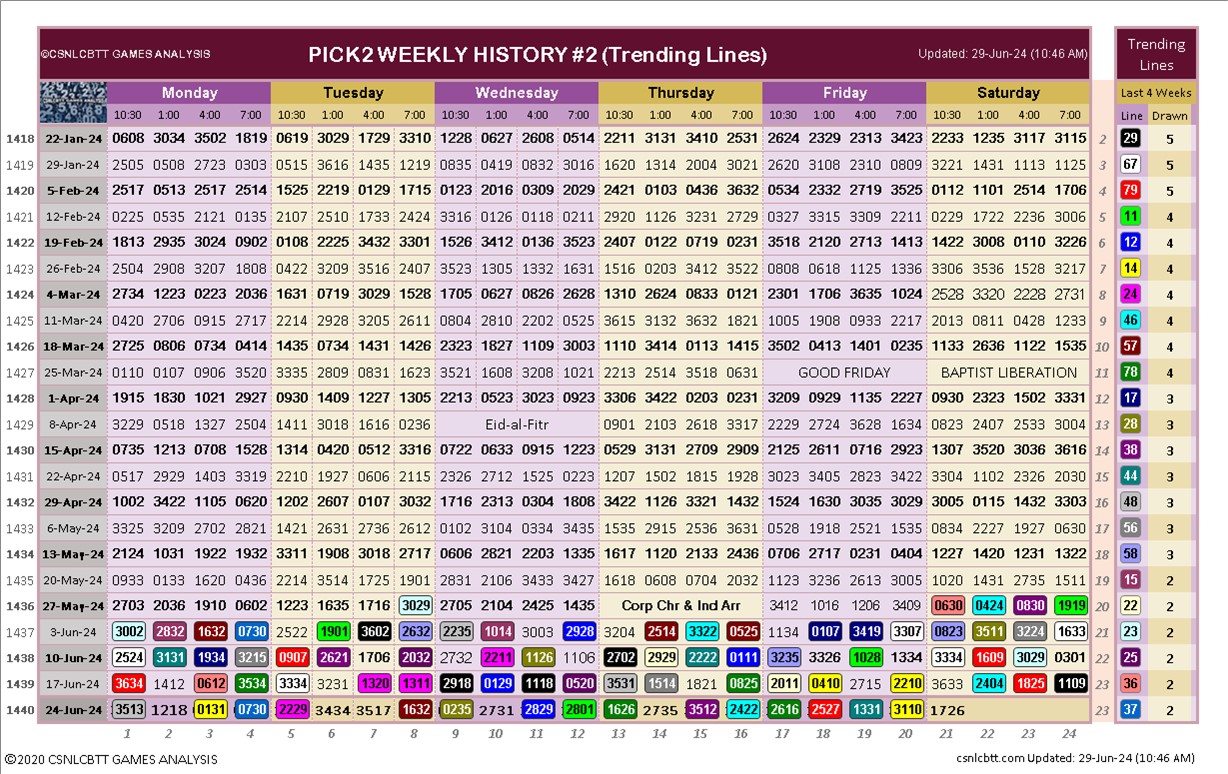 ©CSNLCBTT GAMES ANALYSIS PICK2 WEEKLY HISTORY #2 (Trending Lines) Updated: 29-Jun-24 (10:46 AM)
Trending
Lines
Monday Tuesday Wednesday Thursday Friday Saturday Last 4 Weeks
10:30 1:00 4:00 7:00 10:30 1:00 4:00 7:00 10:30 1:00 4:00 7:00 10:30 1:00 4:00 7:00 10:30 1:00 4:00 7:00 10:30 1:00 4:00 7:00 Line Drawn
1418 22-Jan-24 0608 3034 3502 1819 0619 3029 1729 3310 1228 0627 2608 0514 2211 3131 3410 2531 2624 2329 2313 3423 2233 1235 3117 3115 2 29 5
1419 29-Jan-24 2505 0508 2723 0303 0515 3616 1435 1219 0835 0419 0832 3016 1620 1314 2004 3021 2620 3108 2110 0809 3221 1431 1113 1125 3 67 5
1420 5-Feb-24 2517 0513 2517 2514 1525 2219 0129 1715 0123 2016 0309 2029 2421 0103 0436 3632 0534 2332 2719 3525 0112 1101 2514 1706 4 79 5
1421 12-Feb-24 0225 0535 2121 0135 2107 2510 1733 2424 3316 0126 0118 0211 2920 1126 3231 2729 0327 3315 3309 2211 0229 1722 2236 3006 5 11 4
1422 19-Feb-24 1813 2935 3024 0902 0108 2225 3432 3301 1526 3412 0136 3523 2407 0122 0719 0231 3518 2120 2713 1413 1422 3008 0110 3226 6 12 4
1423 26-Feb-24 2504 2908 3207 1808 0422 3209 3516 2407 3523 1305 1332 1631 1516 0203 3412 3522 0808 0618 1125 1336 3306 3536 1528 3217 7 14 4
1424 4-Mar-24 2734 1223 0223 2036 1631 0719 3029 1528 1705 0627 0826 2628 1310 2624 0833 0121 2301 1706 3635 1024 2528 3320 2228 2731 8 24 4
1425 11-Mar-24 0420 2706 0915 2717 2214 2928 3205 2611 0804 2810 2202 0525 3615 3132 3632 1821 1005 1908 0933 2217 2013 0811 0428 1233 9 46 4
1426 18-Mar-24 2725 0806 0734 0414 1435 0734 1431 1426 2323 1827 1109 3003 1110 3414 0113 1415 3502 0413 1401 0235 1133 2636 1122 1535 10 57 4
1427 25-Mar-24 0110 0107 0906 3520 3335 2809 0831 1623 3521 1608 3208 1021 2213 2514 3518 0631 GOOD FRIDAY BAPTIST LIBERATION 11 78 4
1428 1-Apr-24 1915 1830 1021 2927 0930 1409 1227 1305 2213 0523 3023 0923 3306 3422 0203 0231 3209 0929 1135 2227 0930 2323 1502 3331 12 17 3
1429 8-Apr-24 3229 0518 1327 2504 1411 3018 1616 0236 Eid-al-Fitr 0901 2103 2618 3317 2229 2724 3628 1634 0823 2407 2533 3004 13 28 3
1430 15-Apr-24 0735 1213 0708 1528 1314 0420 0512 3318 0722 0633 0915 1223 0529 3131 2709 2909 2125 2611 0716 2923 1307 3520 3036 3616 14 38 3
1431 22-Apr-24 0517 2929 1403 3319 2210 1927 0606 2115 2326 2712 1525 0223 1207 1502 1815 1928 3023 3405 2823 3422 3304 1102 2326 2030 15 44 3
1432 29-Apr-24 1002 3422 1105 0620 1202 2607 0107 3032 1716 2313 0304 1808 3422 1126 3321 1432 1524 1630 3035 3029 3005 0115 1432 3303 16 48 3
1433 6-May-24 3325 3209 2702 2821 1421 2631 2736 2612 0102 3104 0334 3435 1535 2915 2536 3631 0528 1918 2521 1535 0834 2227 1927 0630 17 56 3
1434 13-May-24 2124 1031 1922 1932 3311 1908 3018 2717 0606 2821 2203 1335 1617 1120 2133 2436 0706 2717 0231 0404 1227 1420 1231 1322 18 58 3
1435 20-May-24 0933 0133 1620 0436 2214 3514 1725 1901 2831 2106 3433 3427 1618 0608 0704 2032 1123 3236 2613 3005 1020 1431 2735 1511 19 15 2
1436 27-May-24 2703 2036 1910 0602 1223 1635 1716 3029 2705 2104 2425 1435 Corp Chr & Ind Arr 3412 1016 1206 3409 0630 0424 0830 1919 20 22 2
1437 3-Jun-24 3002 2832 1632 0730 2522 1901 3602 2632 2235 1014 3003 2928 3204 2514 3322 0525 1134 0107 3419 3307 0823 3511 3224 1633 21 23 2
1438 10-Jun-24 2524 3131 1934 3215 0907 2621 1706 2032 2732 2211 1126 1106 2702 2929 2222 0111 3235 3326 1028 1334 3334 1609 3029 0301 22 25 2
1439 17-Jun-24 3634 1412 0612 3534 3334 3231 1320 1311 2918 0129 1118 0520 3531 1514 1821 0825 2011 0410 2715 2210 3633 2404 1825 1109 23 36 2
1440 24-Jun-24 3513 1218 0131 0730 2229 3434 3517 1632 0235 2731 2829 2801 1626 2735 3512 2422 2616 2527 1331 3110 1726 23 37 2
1 2 3 4 5 6 7 8 9 10 11 12 13 14 15 16 17 18 19 20 21 22 23 24
©2020 CSNLCBTT GAMES ANALYSIS csnlcbtt.com Updated: 29-Jun-24 (10:46 AM)